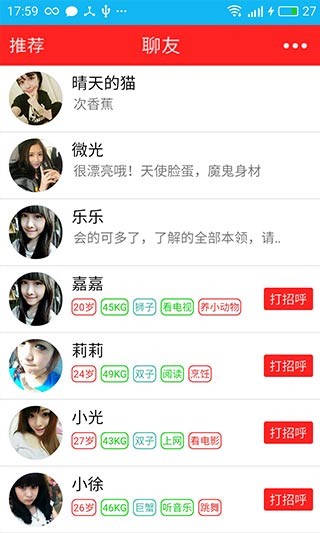 17:59 27
推荐 聊友
晴天的猫
次香蕉
微光
很漂亮哦！天使脸蛋，魔鬼身材
乐乐
会的可多了，了解的全部本领，请..
嘉嘉
20岁 45KG 狮子 看电视 养小动物 打招呼
莉莉
24岁 49KG 双子 阅读 烹饪 打招呼
小光
27岁 43KG 双子 上网 看电影 打招呼
小徐
26岁 46KG 巨蟹 听音乐 跳舞 打招呼